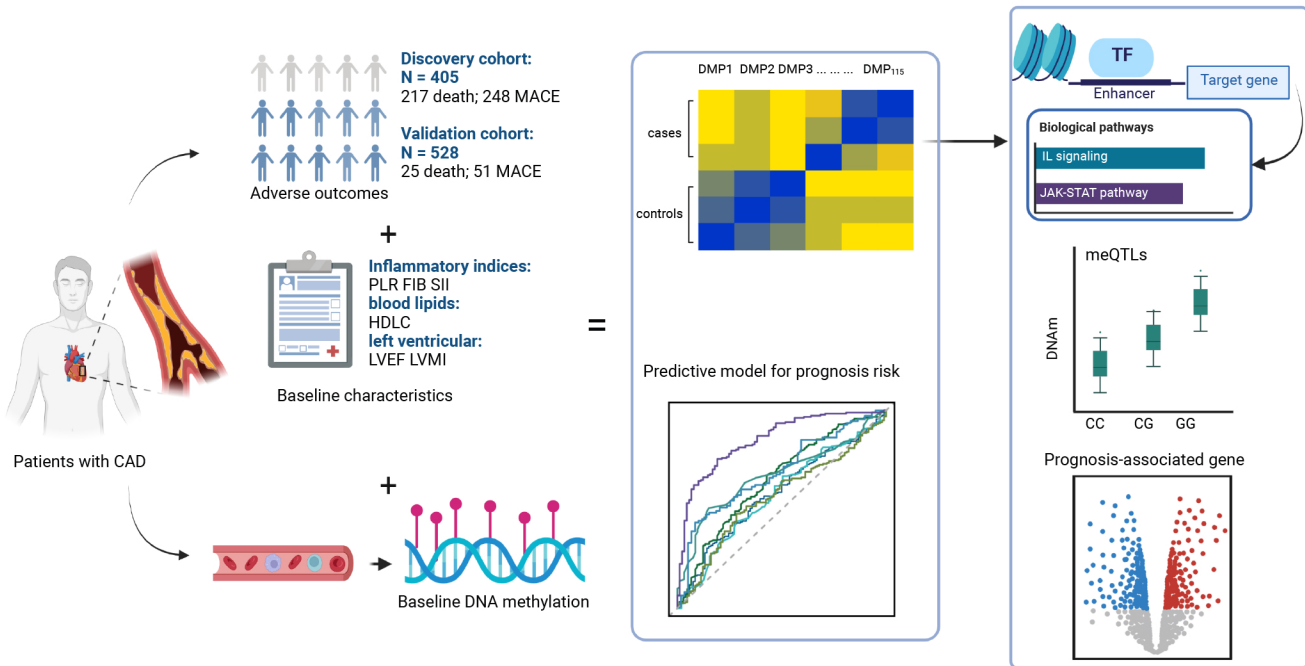 Discovery cohort:
N = 405
217 death; 248 MACE
Validation cohort:
N = 528
25 death; 51 MACE
Adverse outcomes
+
Inflammatory indices:
PLR FIB SII
blood lipids:
HDLC
left ventricular:
LVEF LVMI
Baseline characteristics
Patients with CAD
+
Baseline DNA methylation
=
DMP1 DMP2 DMP3 ... ... ... DMP115
cases
controls
Predictive model for prognosis risk
TF
Enhancer
Target gene
Biological pathways
IL signaling
JAK-STAT pathway
meQTLs
DNAm
CC CG GG
Prognosis-associated gene